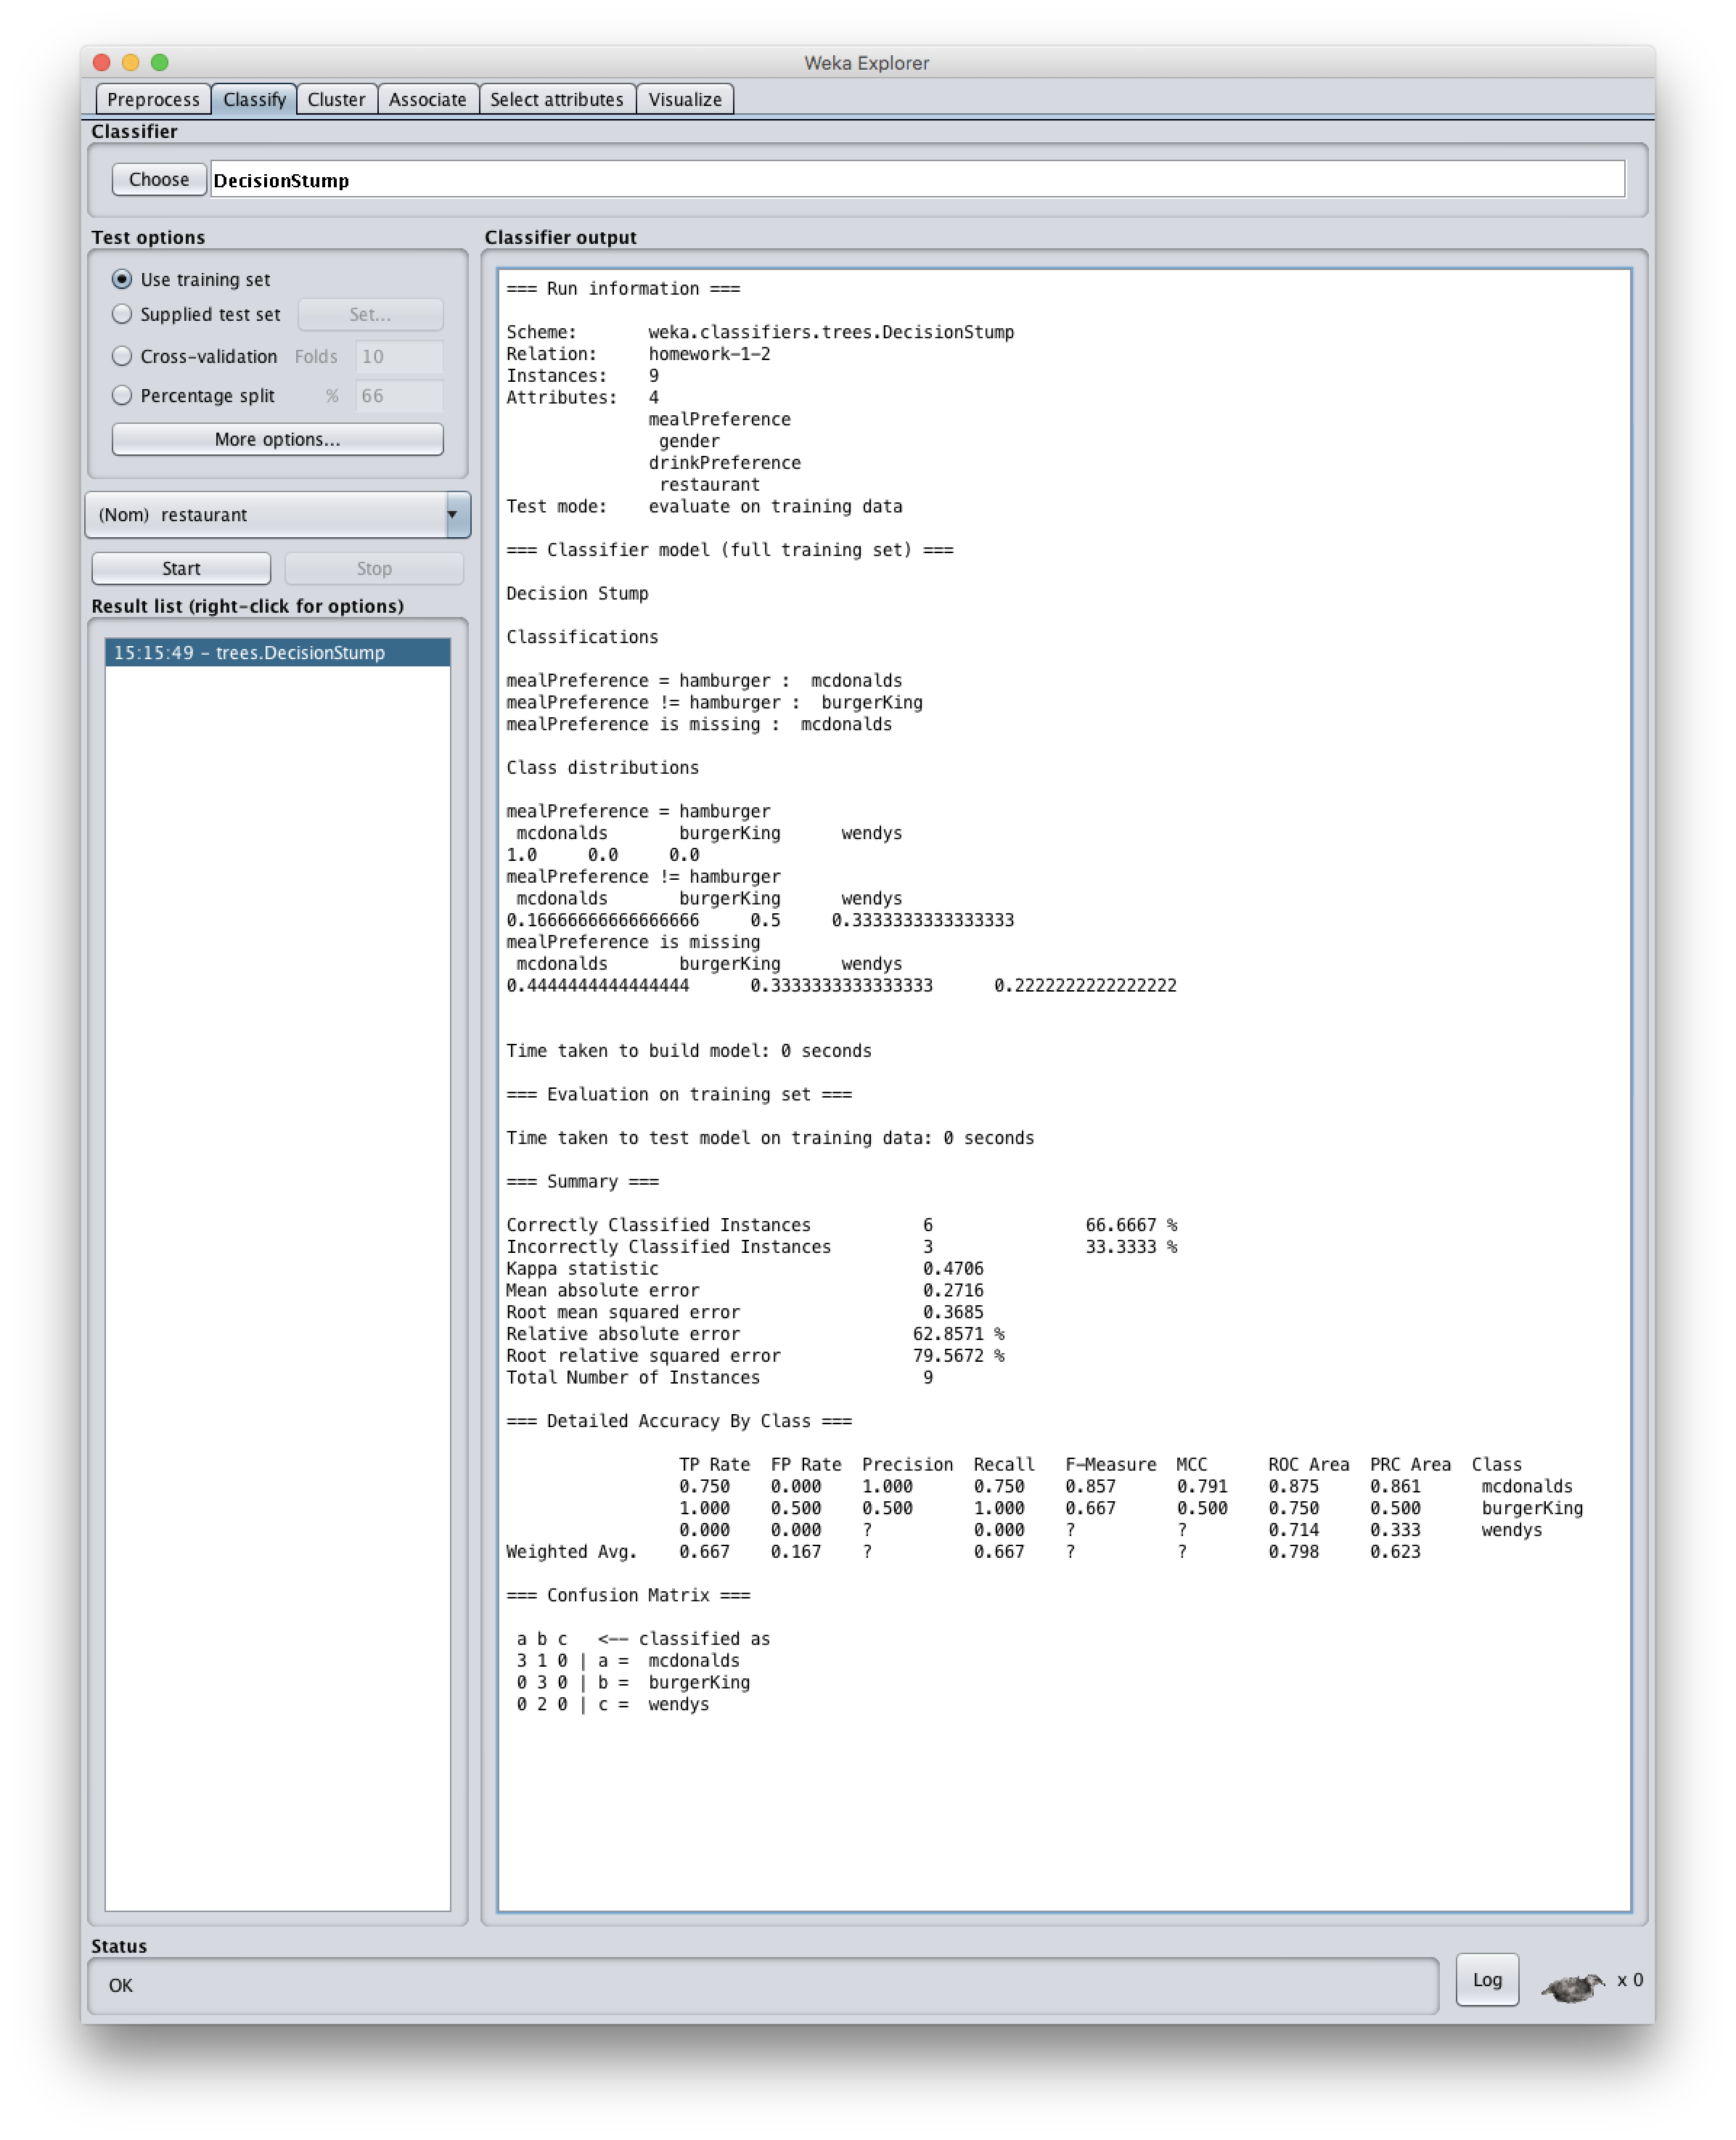 Weka Explorer
Preprocess Classify Cluster Associate Select attributes Visualize
Classifier
Choose DecisionStump
Test options
Use training set
Supplied test set Set...
Cross-validation Folds 10
Percentage split % 66
More options...
(Nom) restaurant
Start Stop
Result list (right-click for options)
15:15:49 - trees.DecisionStump
Classifier output
=== Run information ===
Scheme: weka.classifiers.trees.DecisionStump
Relation: homework-1-2
Instances: 9
Attributes: 4
mealPreference
gender
drinkPreference
restaurant
Test mode: evaluate on training data
=== Classifier model (full training set) ===
Decision Stump
Classifications
mealPreference = hamburger : mcdonalds
mealPreference != hamburger : burgerKing
mealPreference is missing : mcdonalds
Class distributions
mealPreference = hamburger
mcdonalds burgerKing wendys
1.0 0.0 0.0
mealPreference != hamburger
mcdonalds burgerKing wendys
0.16666666666666666 0.5 0.3333333333333333
mealPreference is missing
mcdonalds burgerKing wendys
0.4444444444444444 0.3333333333333333 0.2222222222222222
Time taken to build model: 0 seconds
=== Evaluation on training set ===
Time taken to test model on training data: 0 seconds
=== Summary ===
Correctly Classified Instances 6 66.6667 %
Incorrectly Classified Instances 3 33.3333 %
Kappa statistic 0.4706
Mean absolute error 0.2716
Root mean squared error 0.3685
Relative absolute error 62.8571 %
Root relative squared error 79.5672 %
Total Number of Instances 9
=== Detailed Accuracy By Class ===
TP Rate FP Rate Precision Recall F-Measure MCC ROC Area PRC Area Class
0.750 0.000 1.000 0.750 0.857 0.791 0.875 0.861 mcdonalds
1.000 0.500 0.500 1.000 0.667 0.500 0.750 0.500 burgerKing
0.000 0.000 ? 0.000 ? ? 0.714 0.333 wendys
Weighted Avg. 0.667 0.167 ? 0.667 ? ? 0.798 0.623
=== Confusion Matrix ===
a b c <-- classified as
3 1 0 | a = mcdonalds
0 3 0 | b = burgerKing
0 2 0 | c = wendys
Status
OK
Log x 0